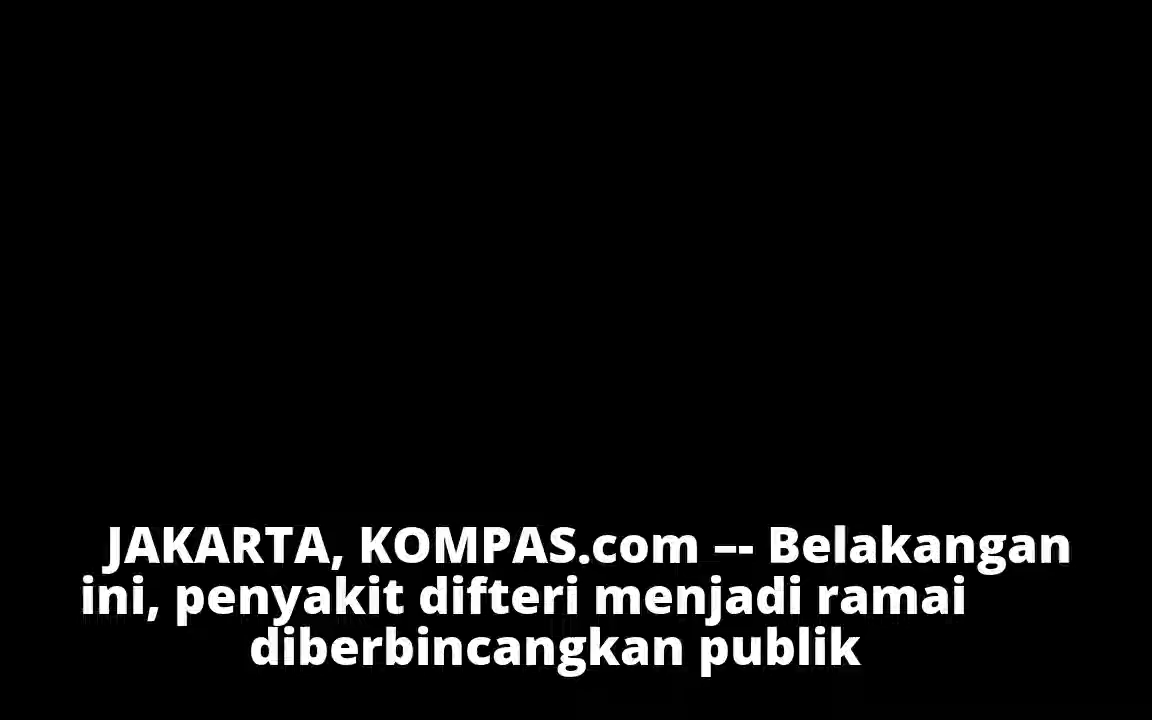 JAKARTA, KOMPAS.com –- Belakangan
ini, penyakit difteri menjadi ramai
diberbincangkan publik